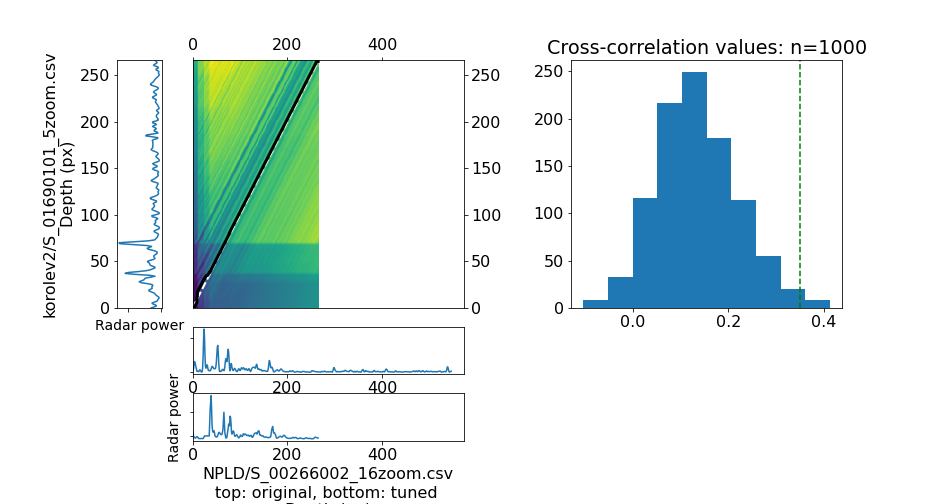 Cross-correlation values: n=1000
0 200 400
korolev2/S_01690101_5zoom.csv
Depth (px)
250
200
150
100
50
0
250
200
150
100
50
0
250
200
150
100
50
0
0.0 0.2 0.4
Radar power
0 200 400
Radar power
0 200 400
NPLD/S_00266002_16zoom.csv
top: original, bottom: tuned